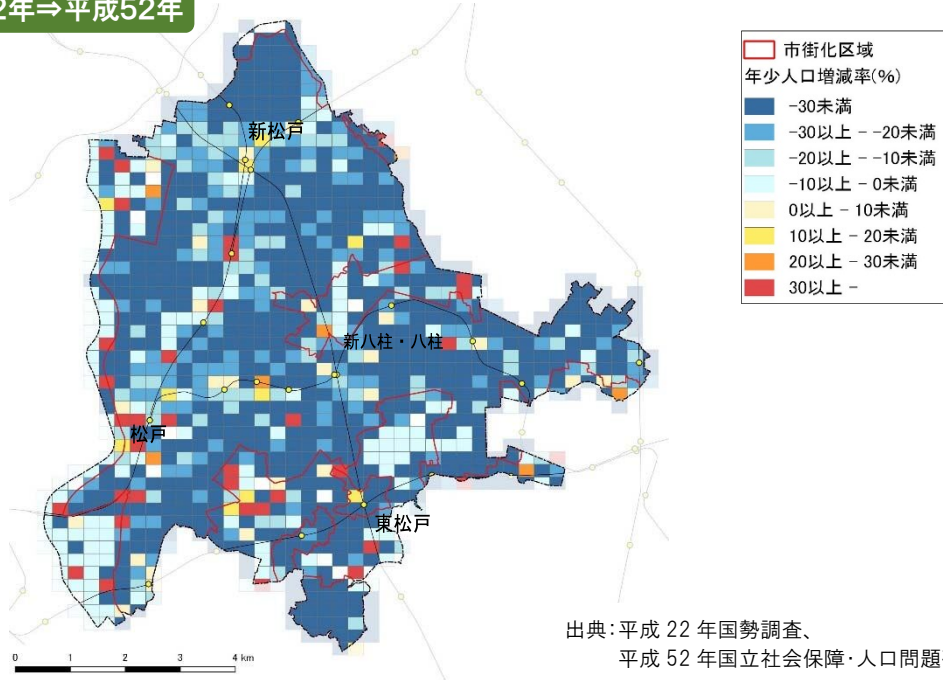 2年⇒平成52年
市街化区域
年少人口増減率(%)
-30未満
-30以上 - -20未満
-20以上 - -10未満
-10以上 - 0未満
0以上 - 10未満
10以上 - 20未満
20以上 - 30未満
30以上 -
新松戸
新八柱・八柱
松戸
東松戸
0 1 2 3 4 km
出典：平成 22 年国勢調査、
平成 52 年国立社会保障・人口問題